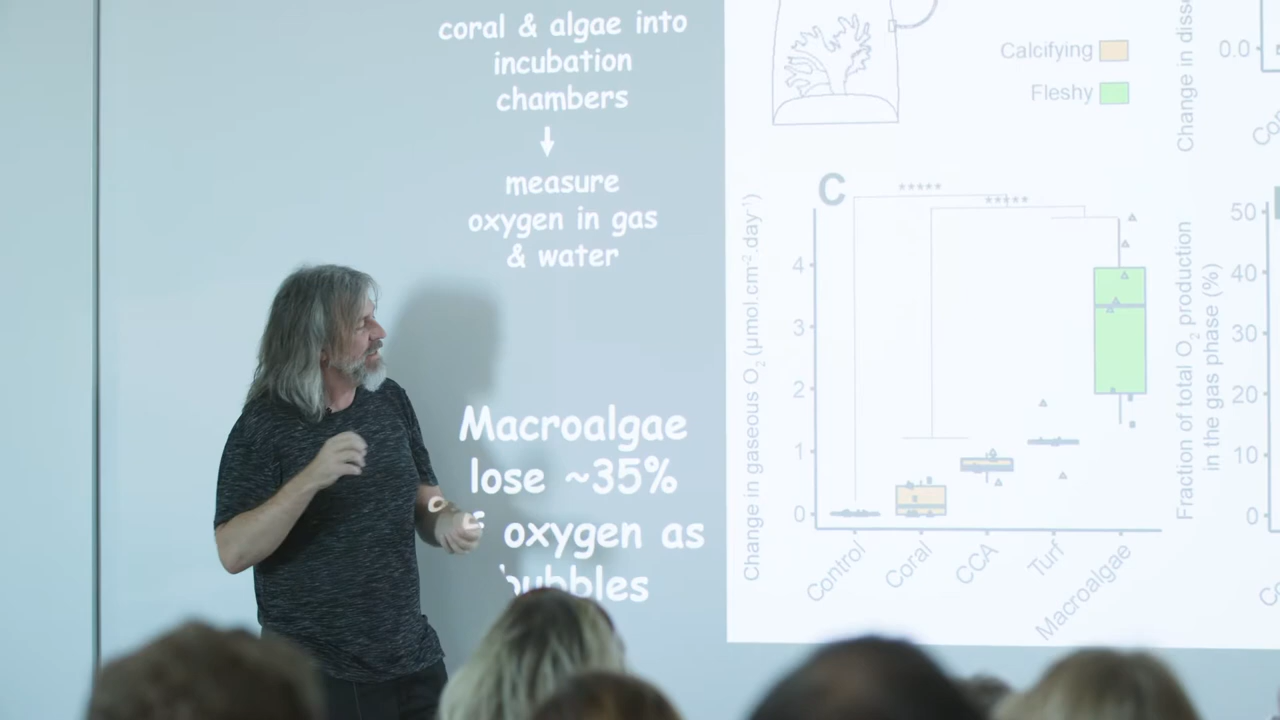 coral & algae into
incubation
chambers
measure
oxygen in gas
& water
Macroalgae
lose ~35%
oxygen as
bubbles
Calcifying
Fleshy
C
*****
*****
Change in gaseous O₂ (µmol.cm⁻².day⁻¹)
4
3
2
1
0
Control
Coral
CCA
Turf
Macroalgae
Change in
0.0
Fraction of total O₂ production
in the gas phase (%)
50
40
30
20
10
0